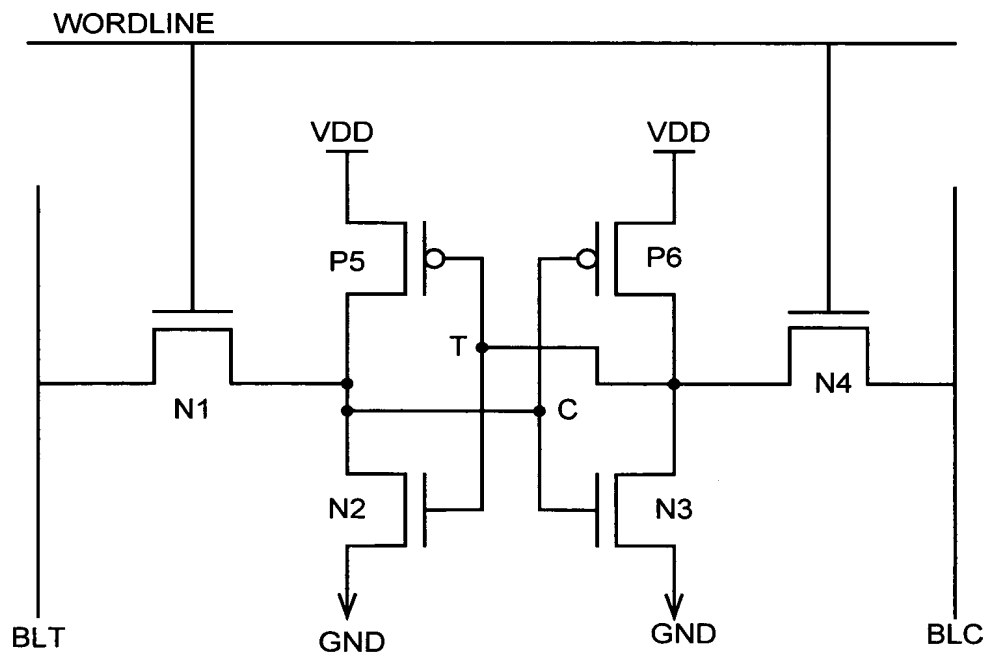 WORDLINE
VDD
VDD
P5
P6
T
N1
C
N4
N2
N3
BLT
GND
GND
BLC